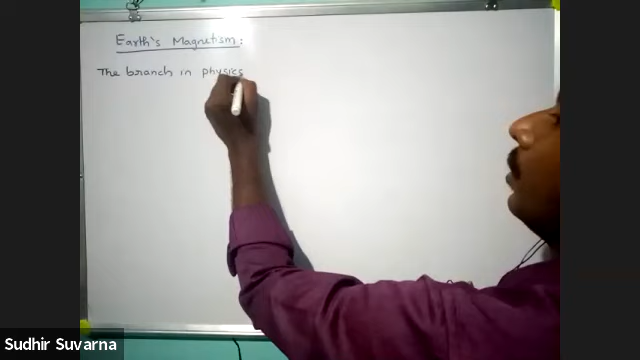 Earth's Magnetism:
The branch in physics
Sudhir Suvarna